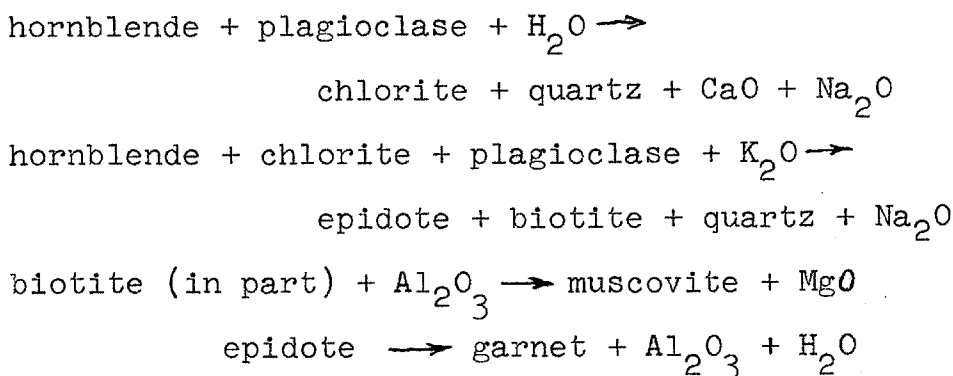 hornblende + plagioclase + H₂O →
chlorite + quartz + CaO + Na₂O
hornblende + chlorite + plagioclase + K₂O →
epidote + biotite + quartz + Na₂O
biotite (in part) + Al₂O₃ → muscovite + MgO
epidote → garnet + Al₂O₃ + H₂O